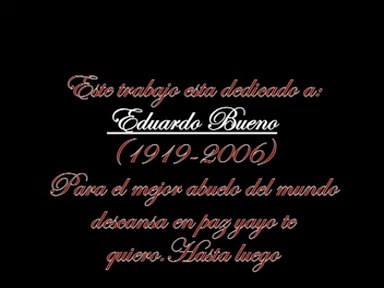 Este trabajo esta dedicado a:
Eduardo Bueno
(1919-2006)
Para el mejor abuelo del mundo
descansa en paz yayo te
quiero.Hasta luego